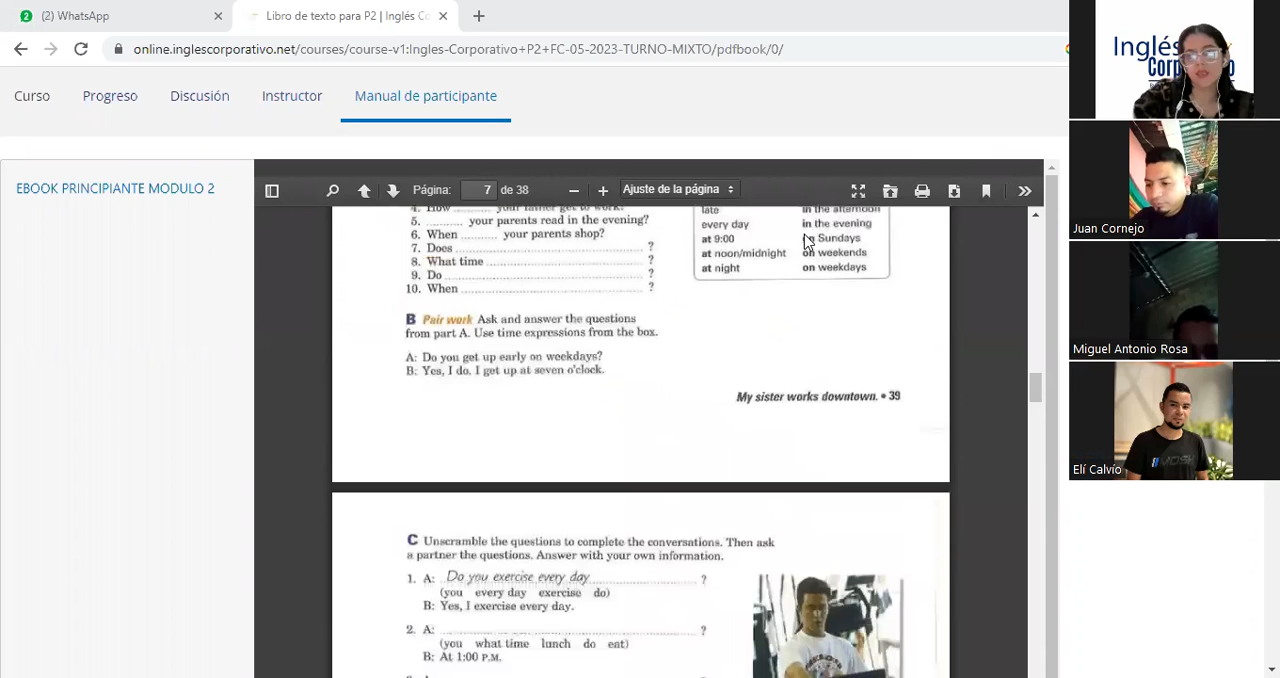 (2) WhatsApp
Libro de texto para P2 | Inglés Co
online.inglescorporativo.net/courses/course-v1:Ingles-Corporativo+P2+FC-05-2023-TURNO-MIXTO/pdfbook/0/
Curso
Progreso
Discusión
Instructor
Manual de participante
EBOOK PRINCIPIANTE MODULO 2
Página:
7
de 38
Ajuste de la página
4. How ........ your father get to work?
5. ........ your parents read in the evening?
6. When ........ your parents shop?
7. Does ........ ?
8. What time ........ ?
9. Do ........ ?
10. When ........ ?
late in the afternoon
every day in the evening
at 9:00 Sundays
at noon/midnight on weekends
at night on weekdays
B Pair work Ask and answer the questions
from part A. Use time expressions from the box.
A: Do you get up early on weekdays?
B: Yes, I do. I get up at seven o'clock.
My sister works downtown. • 39
C Unscramble the questions to complete the conversations. Then ask
a partner the questions. Answer with your own information.
1. A: Do you exercise every day ?
(you every day exercise do)
B: Yes, I exercise every day.
2. A: ........ ?
(you what time lunch do eat)
B: At 1:00 P.M.
Inglés
Corporativo
Juan Cornejo
Miguel Antonio Rosa
Elí Calvío